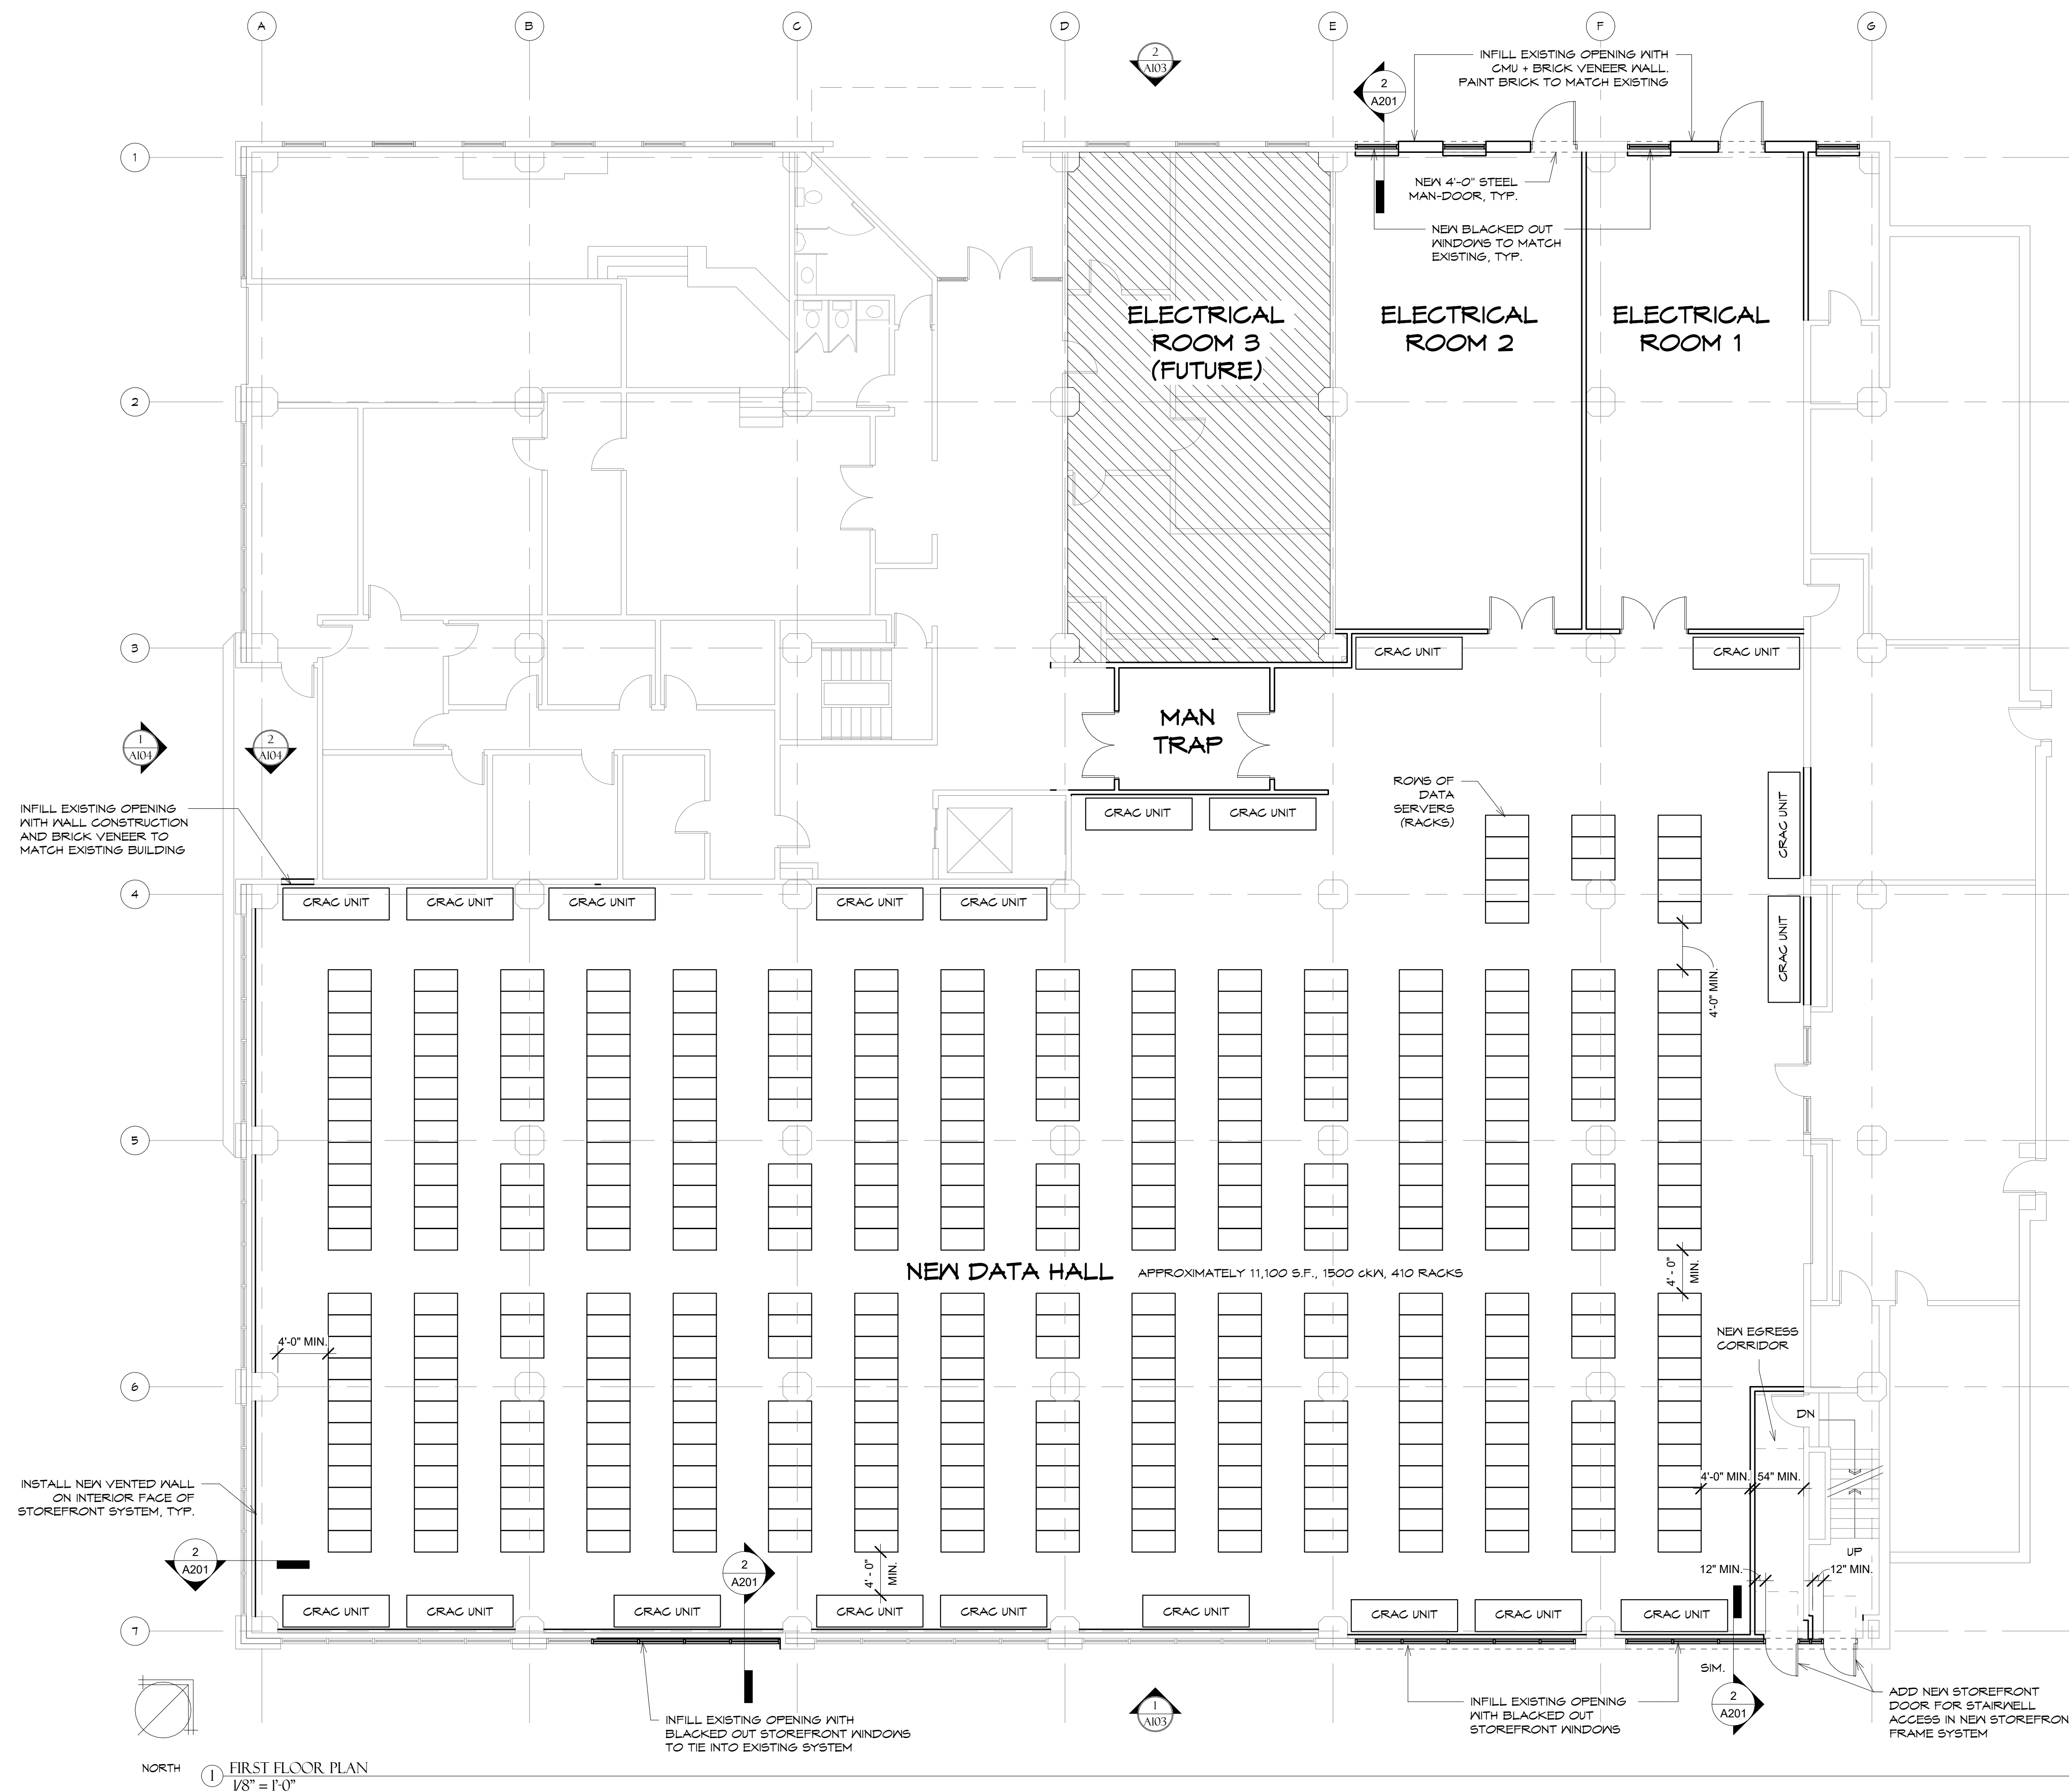 A
B
C
D
E
F
G
2
A103
2
A201
INFILL EXISTING OPENING WITH
CMU + BRICK VENEER WALL.
PAINT BRICK TO MATCH EXISTING
1
NEW 4'-0" STEEL
MAN-DOOR, TYP.
NEW BLACKED OUT
WINDOWS TO MATCH
EXISTING, TYP.
ELECTRICAL
ROOM 3
(FUTURE)
ELECTRICAL
ROOM 2
ELECTRICAL
ROOM 1
2
3
CRAC UNIT
CRAC UNIT
MAN
TRAP
1
A104
2
A104
INFILL EXISTING OPENING
WITH WALL CONSTRUCTION
AND BRICK VENEER TO
MATCH EXISTING BUILDING
ROWS OF
DATA
SERVERS
(RACKS)
CRAC UNIT
CRAC UNIT
CRAC UNIT
CRAC UNIT
4
CRAC UNIT
CRAC UNIT
CRAC UNIT
CRAC UNIT
CRAC UNIT
4'-0" MIN.
5
NEW DATA HALL
APPROXIMATELY 11,100 S.F., 1500 cKW, 410 RACKS
4' - 0"
MIN.
4'-0" MIN.
NEW EGRESS
CORRIDOR
6
DN
4'-0" MIN.
54" MIN.
INSTALL NEW VENTED WALL
ON INTERIOR FACE OF
STOREFRONT SYSTEM, TYP.
2
A201
2
A201
4' - 0"
MIN.
UP
12" MIN.
12" MIN.
CRAC UNIT
CRAC UNIT
CRAC UNIT
CRAC UNIT
CRAC UNIT
CRAC UNIT
CRAC UNIT
CRAC UNIT
CRAC UNIT
7
SIM.
2
A201
1
A103
INFILL EXISTING OPENING WITH
BLACKED OUT STOREFRONT WINDOWS
TO TIE INTO EXISTING SYSTEM
INFILL EXISTING OPENING
WITH BLACKED OUT
STOREFRONT WINDOWS
ADD NEW STOREFRONT
DOOR FOR STAIRWELL
ACCESS IN NEW STOREFRON
FRAME SYSTEM
NORTH
1
FIRST FLOOR PLAN
1/8" = 1'-0"